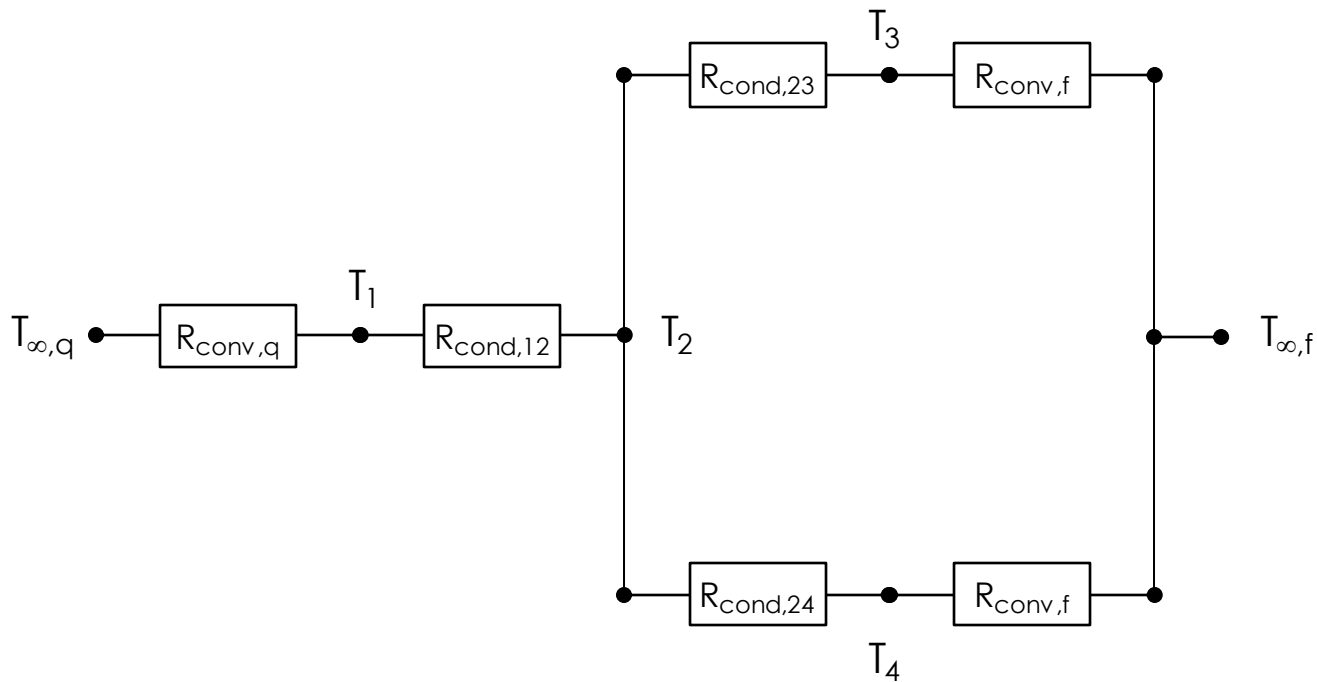 T3
Rcond,23
Rconv,f
T1
T∞,q
Rconv,q
Rcond,12
T2
T∞,f
Rcond,24
Rconv,f
T4